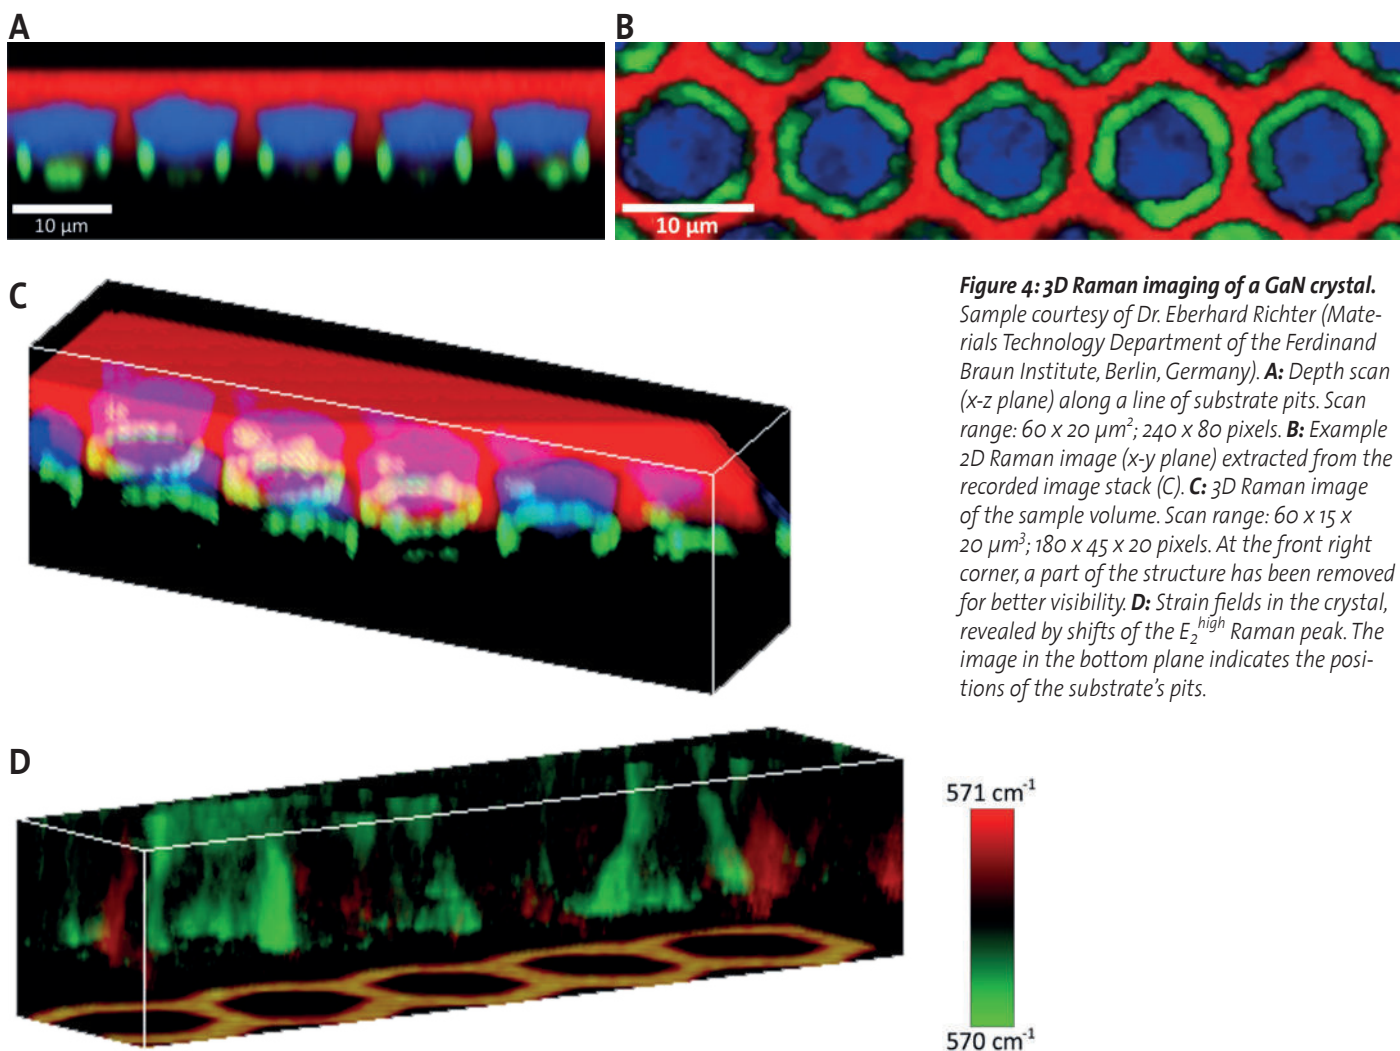 A
B
10 µm
10 µm
C
Figure 4: 3D Raman imaging of a GaN crystal.
Sample courtesy of Dr. Eberhard Richter (Mate-
rials Technology Department of the Ferdinand
Braun Institute, Berlin, Germany). A: Depth scan
(x-z plane) along a line of substrate pits. Scan
range: 60 x 20 µm²; 240 x 80 pixels. B: Example
2D Raman image (x-y plane) extracted from the
recorded image stack (C). C: 3D Raman image
of the sample volume. Scan range: 60 x 15 x
20 µm³; 180 x 45 x 20 pixels. At the front right
corner, a part of the structure has been removed
for better visibility. D: Strain fields in the crystal,
revealed by shifts of the E₂ʰⁱᵍʰ Raman peak. The
image in the bottom plane indicates the posi-
tions of the substrate's pits.
D
571 cm⁻¹
570 cm⁻¹